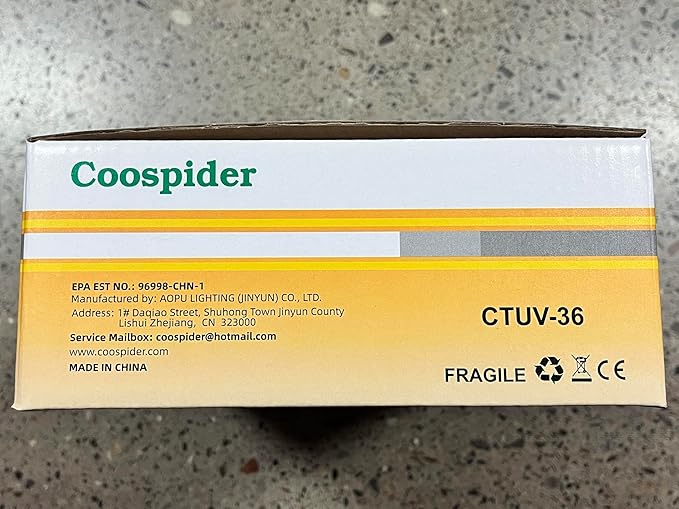 Coospider
EPA EST NO.: 96998-CHN-1
Manufactured by: AOPU LIGHTING (JINYUN) CO., LTD.
Address: 1# Daqiao Street, Shuhong Town Jinyun County
Lishui Zhejiang, CN 323000
Service Mailbox: coospider@hotmail.com
www.coospider.com
MADE IN CHINA
CTUV-36
FRAGILE CE